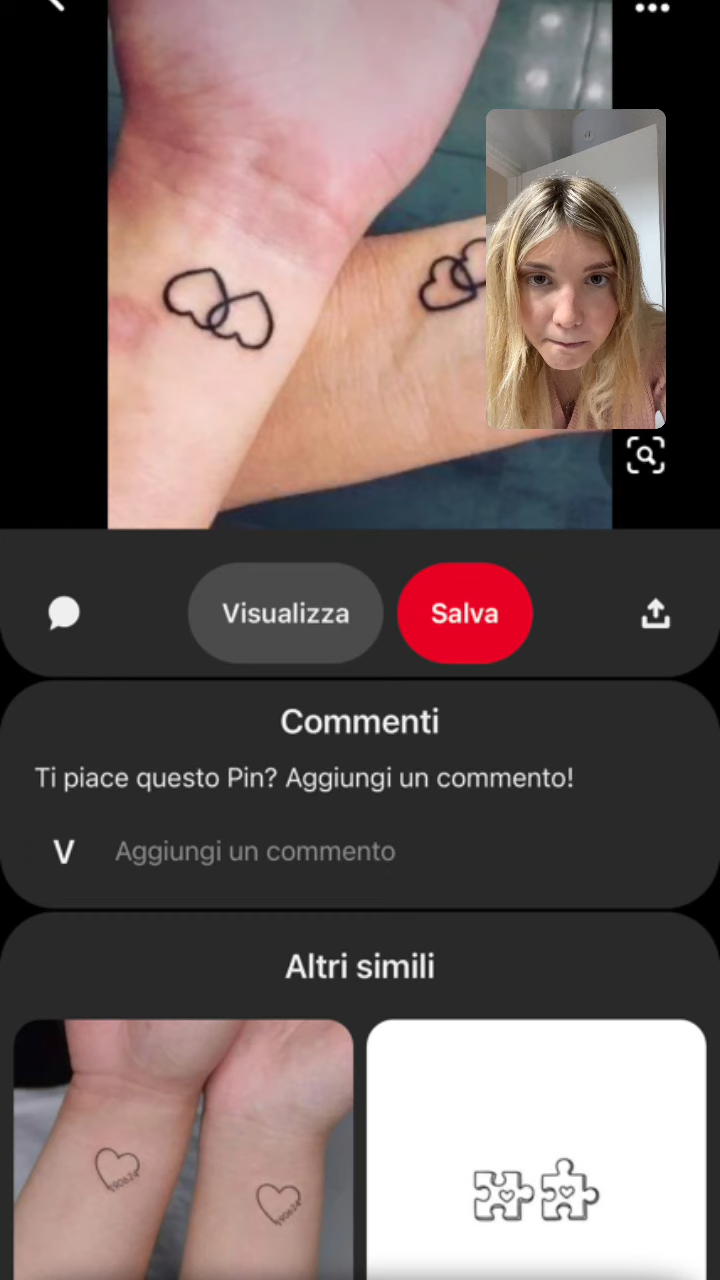 Visualizza
Salva
Commenti
Ti piace questo Pin? Aggiungi un commento!
V
Aggiungi un commento
Altri simili